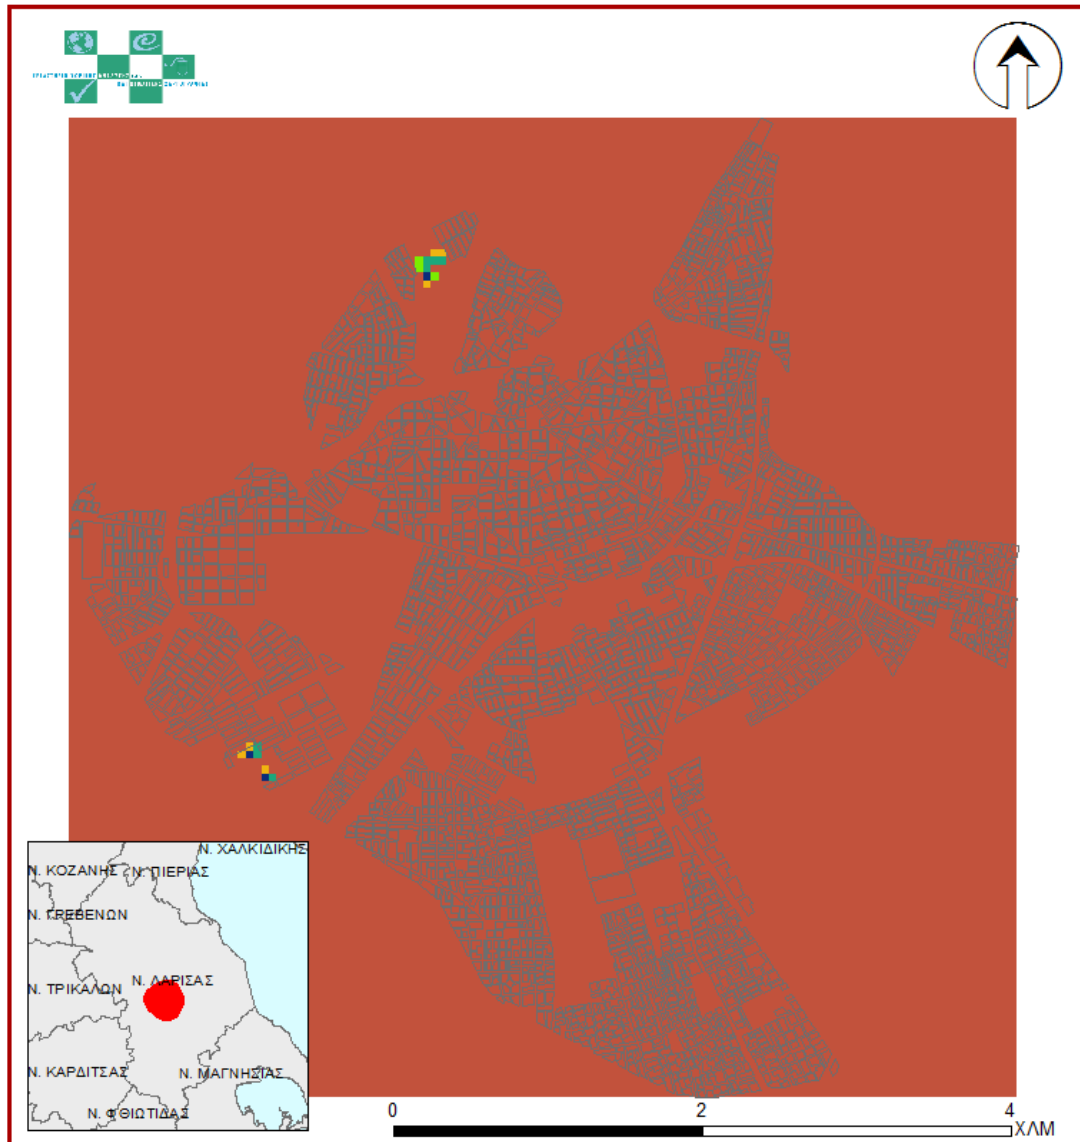 Ν. ΧΑΛΚΙΔΙΚΗΣ
Ν. ΚΟΖΑΝΗΣ
Ν. ΠΙΕΡΙΑΣ
Ν. ΓΡΕΒΕΝΩΝ
Ν. ΛΑΡΙΣΑΣ
Ν. ΤΡΙΚΑΛΩΝ
Ν. ΚΑΡΔΙΤΣΑΣ
Ν. ΜΑΓΝΗΣΙΑΣ
Ν. ΦΘΙΩΤΙΔΑΣ
0 2 4
ΧΛΜ